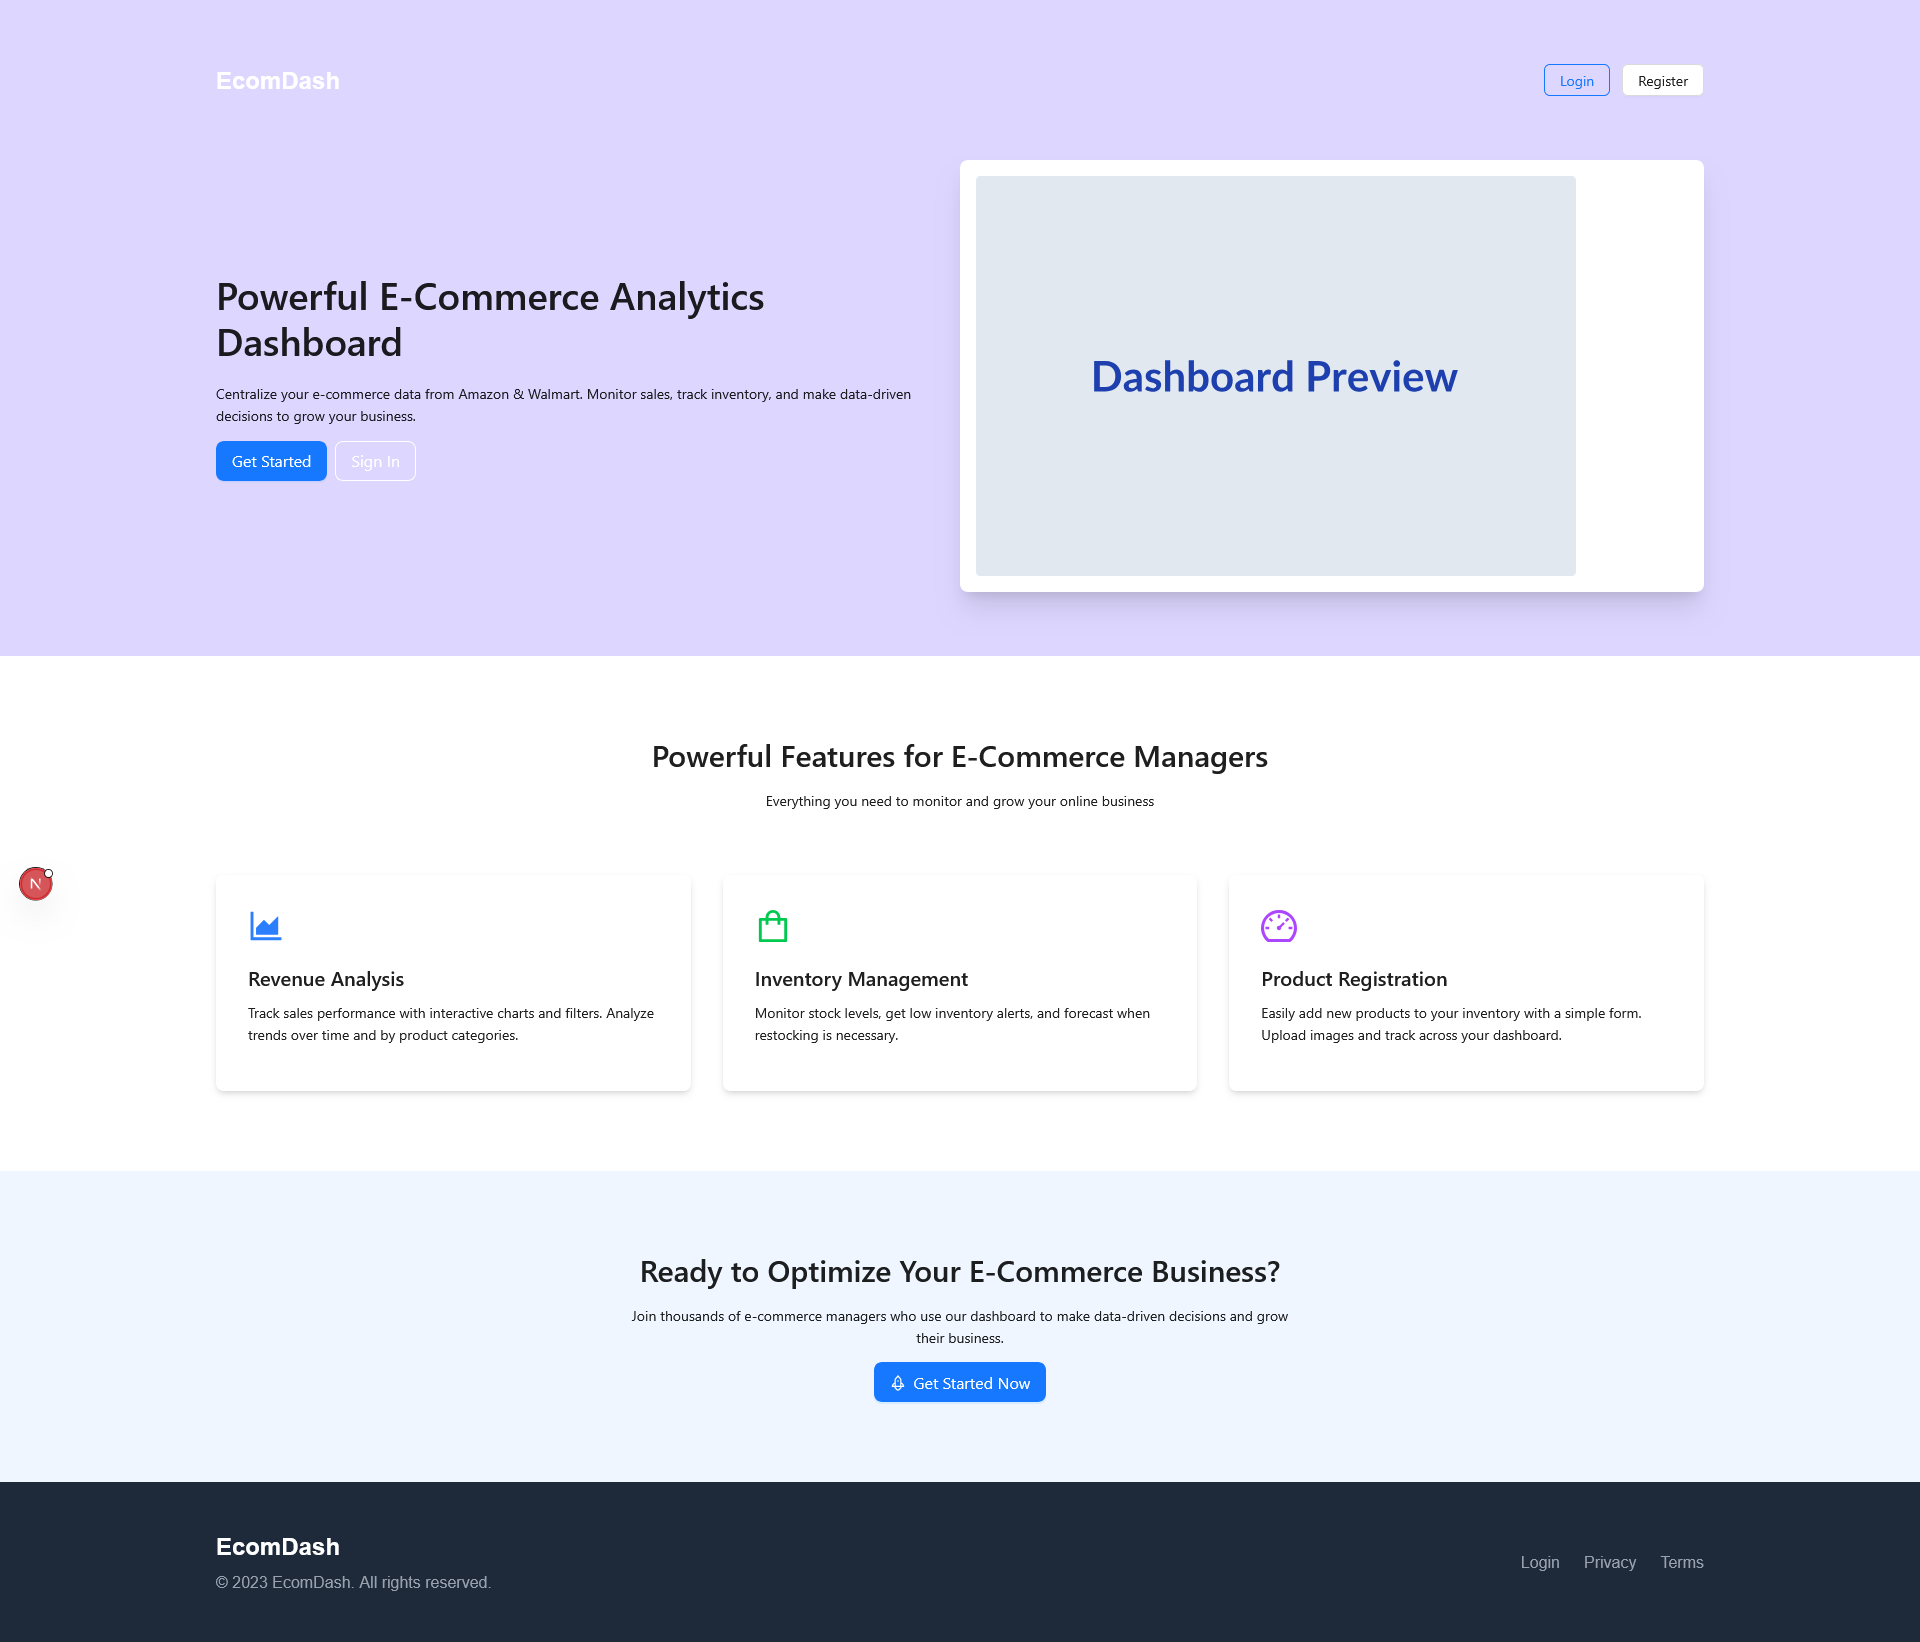 EcomDash
Login
Register
Powerful E-Commerce Analytics
Dashboard
Centralize your e-commerce data from Amazon & Walmart. Monitor sales, track inventory, and make data-driven
decisions to grow your business.
Get Started
Sign In
Dashboard Preview
Powerful Features for E-Commerce Managers
Everything you need to monitor and grow your online business
N
Revenue Analysis
Track sales performance with interactive charts and filters. Analyze
trends over time and by product categories.
Inventory Management
Monitor stock levels, get low inventory alerts, and forecast when
restocking is necessary.
Product Registration
Easily add new products to your inventory with a simple form.
Upload images and track across your dashboard.
Ready to Optimize Your E-Commerce Business?
Join thousands of e-commerce managers who use our dashboard to make data-driven decisions and grow
their business.
Get Started Now
EcomDash
© 2023 EcomDash. All rights reserved.
Login
Privacy
Terms